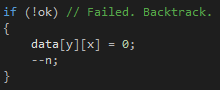 if (!ok) // Failed. Backtrack.
{
    data[y][x] = 0;
    --n;
}